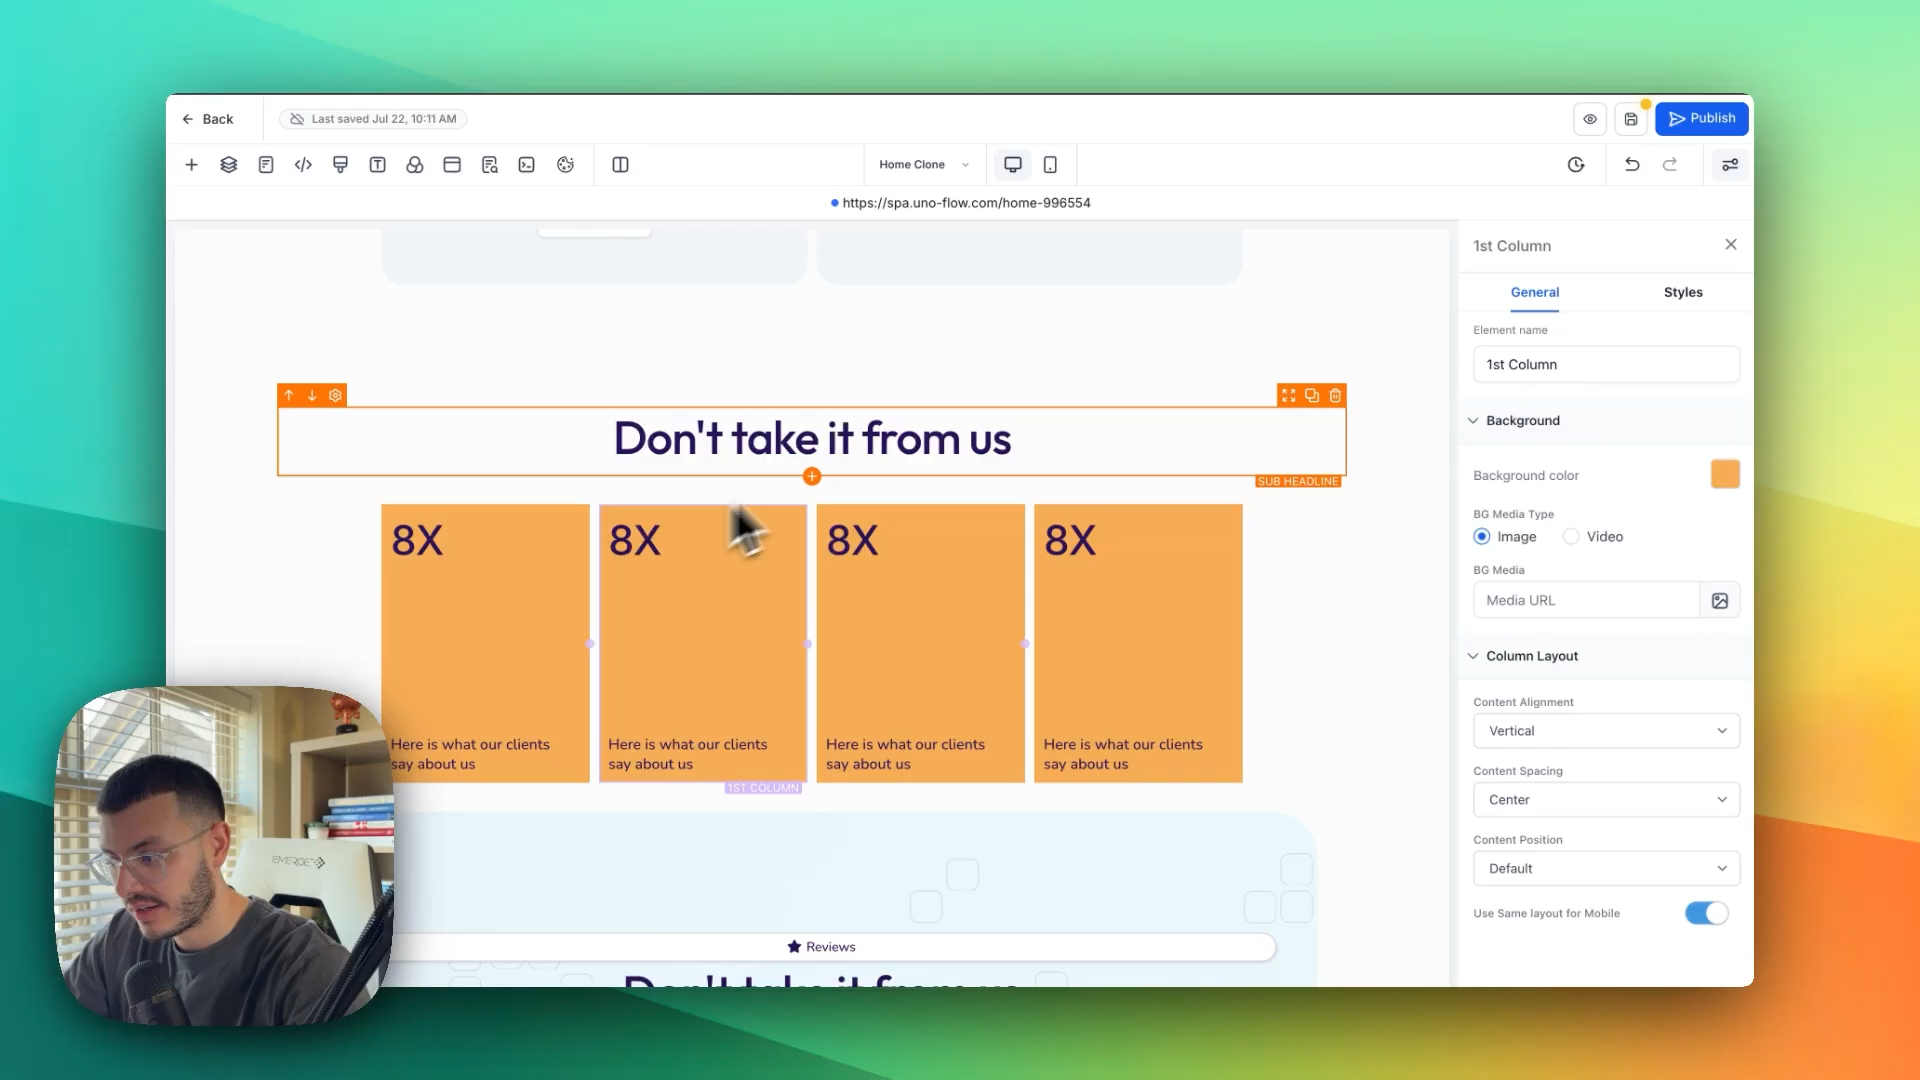 Back
Last saved Jul 22, 10:11 AM
Publish
Home Clone
https://spa.uno-flow.com/home-996554
1st Column
General
Styles
Element name
1st Column
Background
Background color
BG Media Type
Image
Video
BG Media
Media URL
Column Layout
Content Alignment
Vertical
Content Spacing
Center
Content Position
Default
Use Same layout for Mobile
Don't take it from us
SUB HEADLINE
8X
8X
8X
8X
Here is what our clients
say about us
Here is what our clients
say about us
Here is what our clients
say about us
Here is what our clients
say about us
1ST COLUMN
Reviews
Don't take it from us